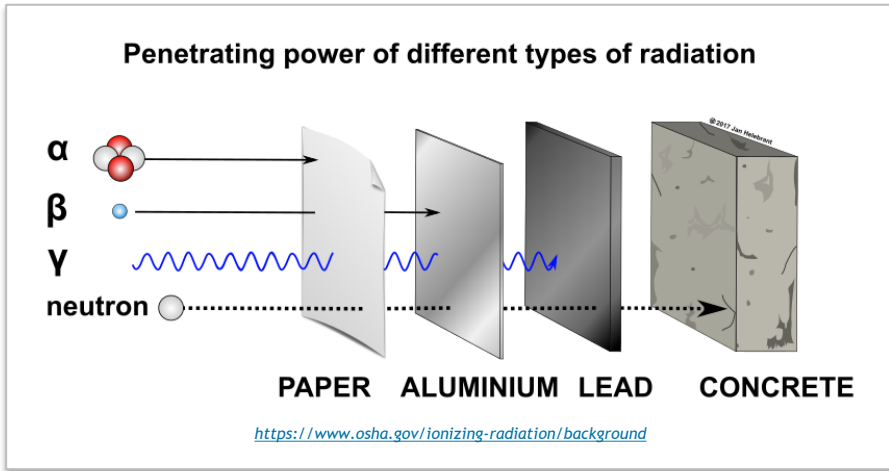 Penetrating power of different types of radiation
© 2017 Jan Helebrant
α
β
γ
neutron
PAPER ALUMINIUM LEAD CONCRETE
https://www.osha.gov/ionizing-radiation/background